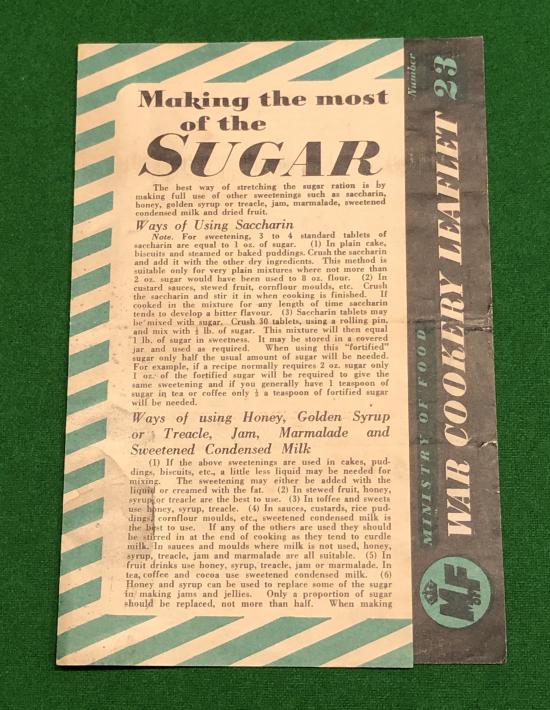 Making the most
of the
SUGAR
The best way of stretching the sugar ration is by
making full use of other sweetenings such as saccharin,
honey, golden syrup or treacle, jam, marmalade, sweetened
condensed milk and dried fruit.
Ways of Using Saccharin
Note. For sweetening, 3 to 4 standard tablets of
saccharin are equal to 1 oz. of sugar. (1) In plain cake,
biscuits and steamed or baked puddings. Crush the saccharin
and add it with the other dry ingredients. This method is
suitable only for very plain mixtures where not more than
2 oz. sugar would have been used to 8 oz. flour. (2) In
custard sauces, stewed fruit, cornflour moulds, etc. Crush
the saccharin and stir it in when cooking is finished. If
cooked in the mixture for any length of time saccharin
tends to develop a bitter flavour. (3) Saccharin tablets may
be mixed with sugar. Crush 30 tablets, using a rolling pin,
and mix with ½ lb. of sugar. This mixture will then equal
1 lb. of sugar in sweetness. It may be stored in a covered
jar and used as required. When using this "fortified"
sugar only half the usual amount of sugar will be needed.
For example, if a recipe normally requires 2 oz. sugar only
1 oz. of the fortified sugar will be required to give the
same sweetening and if you generally have 1 teaspoon of
sugar in tea or coffee only ½ a teaspoon of fortified sugar
will be needed.
Ways of using Honey, Golden Syrup
or Treacle, Jam, Marmalade and
Sweetened Condensed Milk
(1) If the above sweetenings are used in cakes, pud-
dings, biscuits, etc., a little less liquid may be needed for
mixing. The sweetening may either be added with the
liquid or creamed with the fat. (2) In stewed fruit, honey,
syrup or treacle are the best to use. (3) In toffee and sweets
use honey, syrup, treacle. (4) In sauces, custards, rice pud-
dings, cornflour moulds, etc., sweetened condensed milk is
the best to use. If any of the others are used they should
be stirred in at the end of cooking as they tend to curdle
milk. In sauces and moulds where milk is not used, honey,
syrup, treacle, jam and marmalade are all suitable. (5) In
fruit drinks use honey, syrup, treacle, jam or marmalade. In
tea, coffee and cocoa use sweetened condensed milk. (6)
Honey and syrup can be used to replace some of the sugar
in making jams and jellies. Only a proportion of sugar
should be replaced, not more than half. When making
MINISTRY OF FOOD
WAR COOKERY LEAFLET
Number
23
M oF F